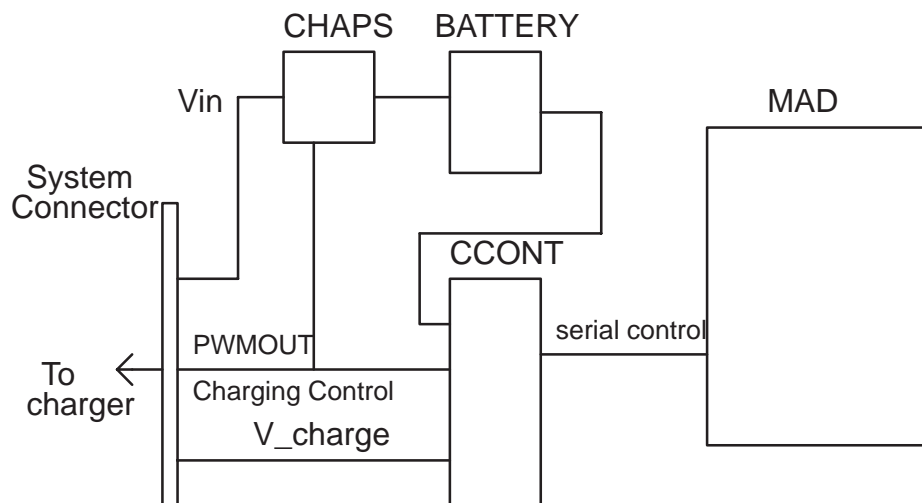 CHAPS
BATTERY
Vin
MAD
System
Connector
CCONT
serial control
PWMOUT
To
charger
Charging Control
V_charge